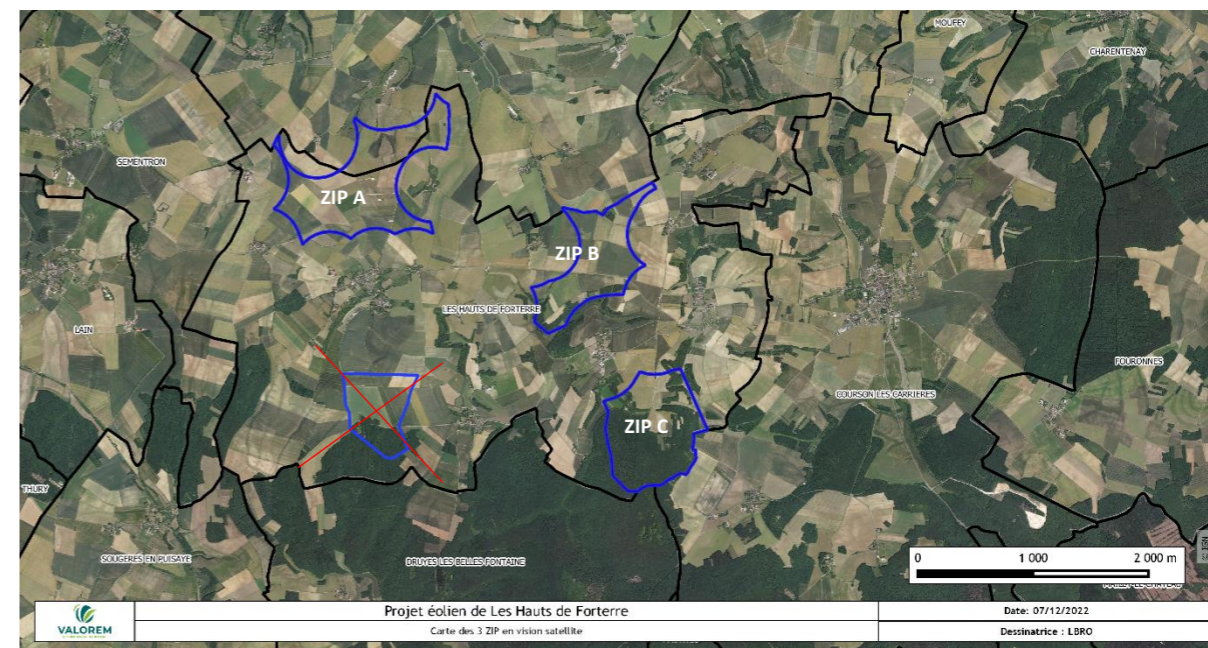 MOUFFY
CHARENTENAY
SEMENTRON
ZIP A
ZIP B
LES HAUTS DE FORTERRE
LAIN
FOURONNES
COURSON LES CARRIERES
ZIP C
THURY
SOUGERES EN PUISAYE
DRUYES LES BELLES FONTAINE
0 1 000 2 000 m
VALOREM
Projet éolien de Les Hauts de Forterre
Carte des 3 ZIP en vision satellite
Date: 07/12/2022
Dessinatrice : LBRO